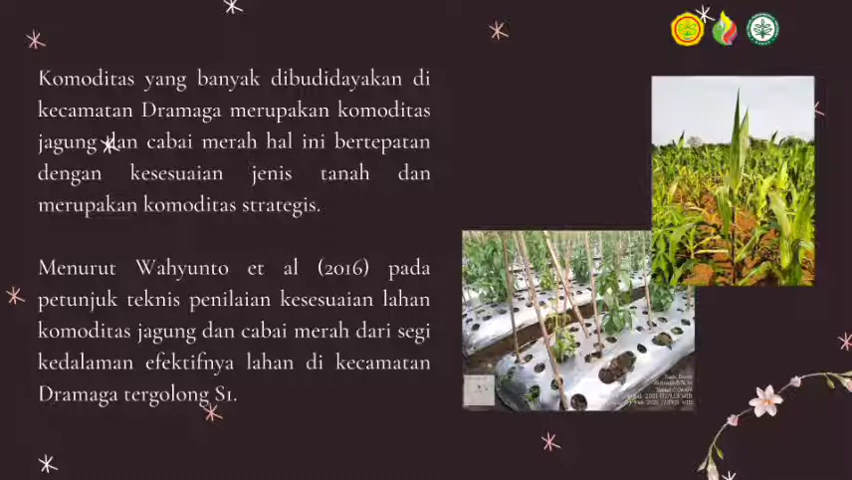 Komoditas yang banyak dibudidayakan di
kecamatan Dramaga merupakan komoditas
jagung dan cabai merah hal ini bertepatan
dengan kesesuaian jenis tanah dan
merupakan komoditas strategis.
Menurut Wahyunto et al (2016) pada
petunjuk teknis penilaian kesesuaian lahan
komoditas jagung dan cabai merah dari segi
kedalaman efektifnya lahan di kecamatan
Dramaga tergolong S1.